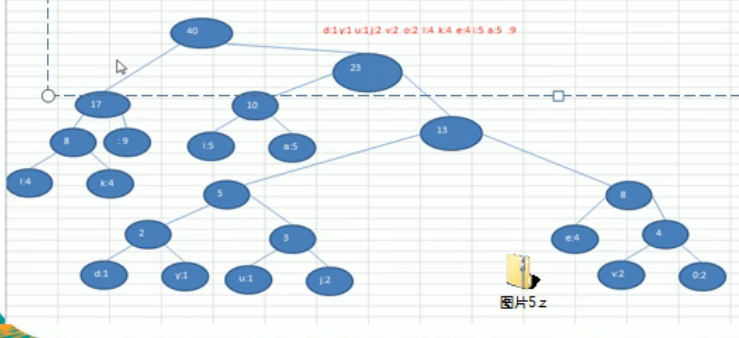 40
d:1 y:1 u:1 j:2 v:2 o:2 l:4 k:4 e:4 i:5 a:5 :9
23
17
10
13
8
: 9
i:5
a:5
l:4
k:4
5
8
2
3
e:4
4
d:1
y:1
u:1
j:2
v:2
0:2
图片5.z